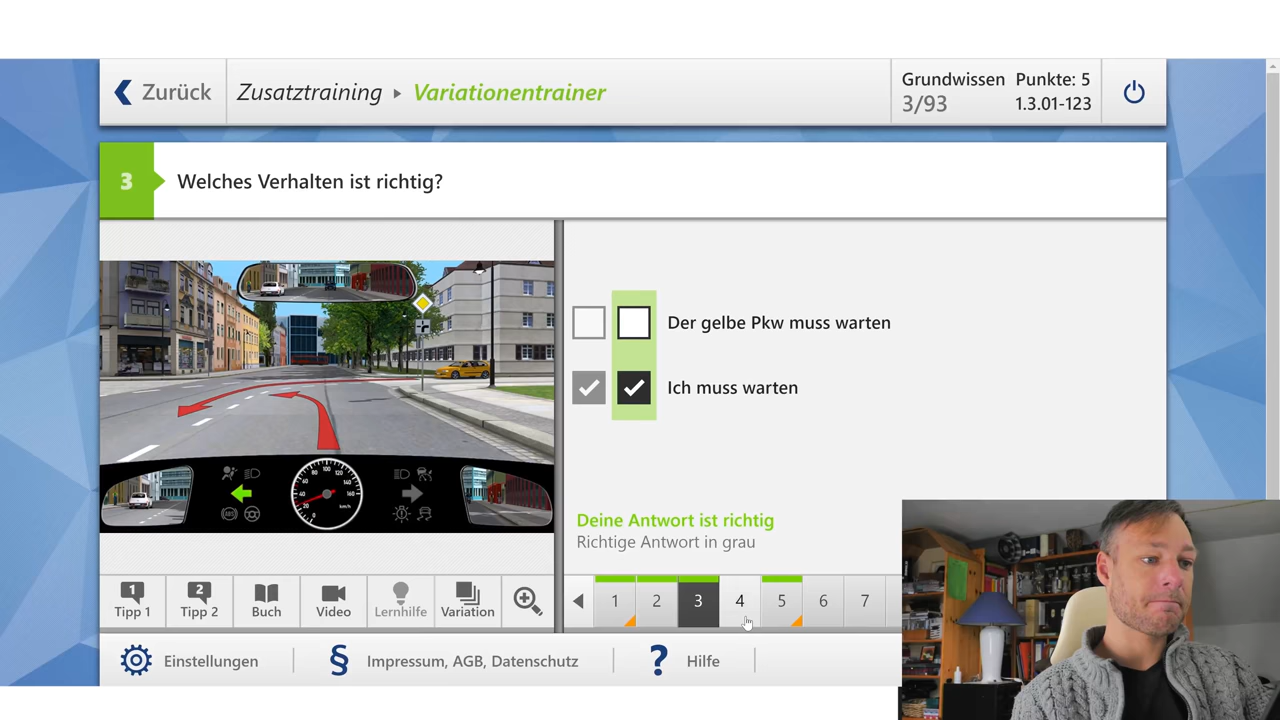 Zurück
Zusatztraining ▸ Variationentrainer
Grundwissen Punkte: 5
3/93 1.3.01-123
3 Welches Verhalten ist richtig?
Der gelbe Pkw muss warten
Ich muss warten
Deine Antwort ist richtig
Richtige Antwort in grau
Tipp 1 Tipp 2 Buch Video Lernhilfe Variation
1 2 3 4 5 6 7
Einstellungen § Impressum, AGB, Datenschutz ? Hilfe